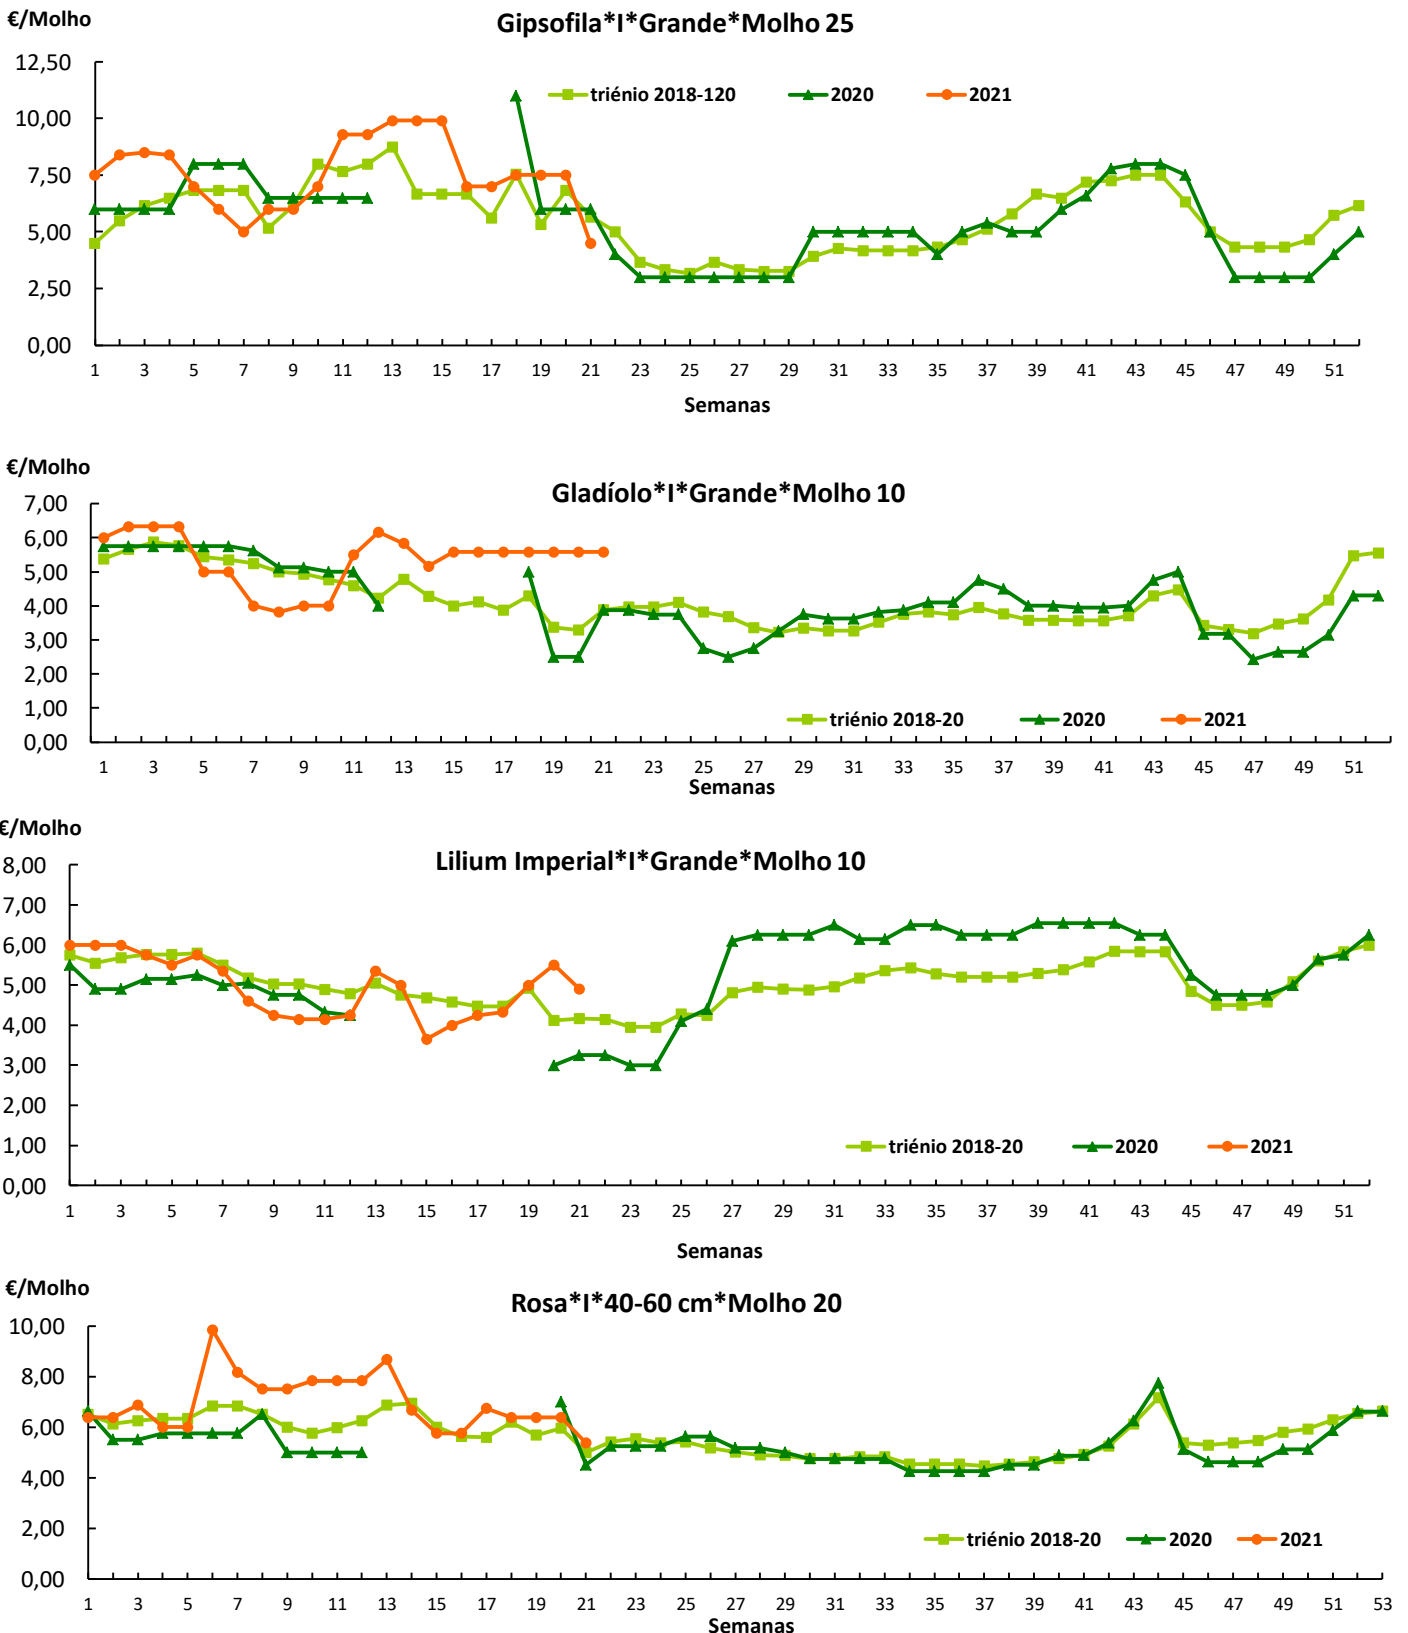 €/Molho
Gipsofila*I*Grande*Molho 25
12,50
10,00
7,50
5,00
2,50
0,00
triénio 2018-120 2020 2021
1 3 5 7 9 11 13 15 17 19 21 23 25 27 29 31 33 35 37 39 41 43 45 47 49 51
Semanas
€/Molho
Gladíolo*I*Grande*Molho 10
7,00
6,00
5,00
4,00
3,00
2,00
1,00
0,00
triénio 2018-20 2020 2021
1 3 5 7 9 11 13 15 17 19 21 23 25 27 29 31 33 35 37 39 41 43 45 47 49 51
Semanas
€/Molho
Lilium Imperial*I*Grande*Molho 10
8,00
7,00
6,00
5,00
4,00
3,00
2,00
1,00
0,00
triénio 2018-20 2020 2021
1 3 5 7 9 11 13 15 17 19 21 23 25 27 29 31 33 35 37 39 41 43 45 47 49 51
Semanas
€/Molho
Rosa*I*40-60 cm*Molho 20
10,00
8,00
6,00
4,00
2,00
0,00
triénio 2018-20 2020 2021
1 3 5 7 9 11 13 15 17 19 21 23 25 27 29 31 33 35 37 39 41 43 45 47 49 51 53
Semanas